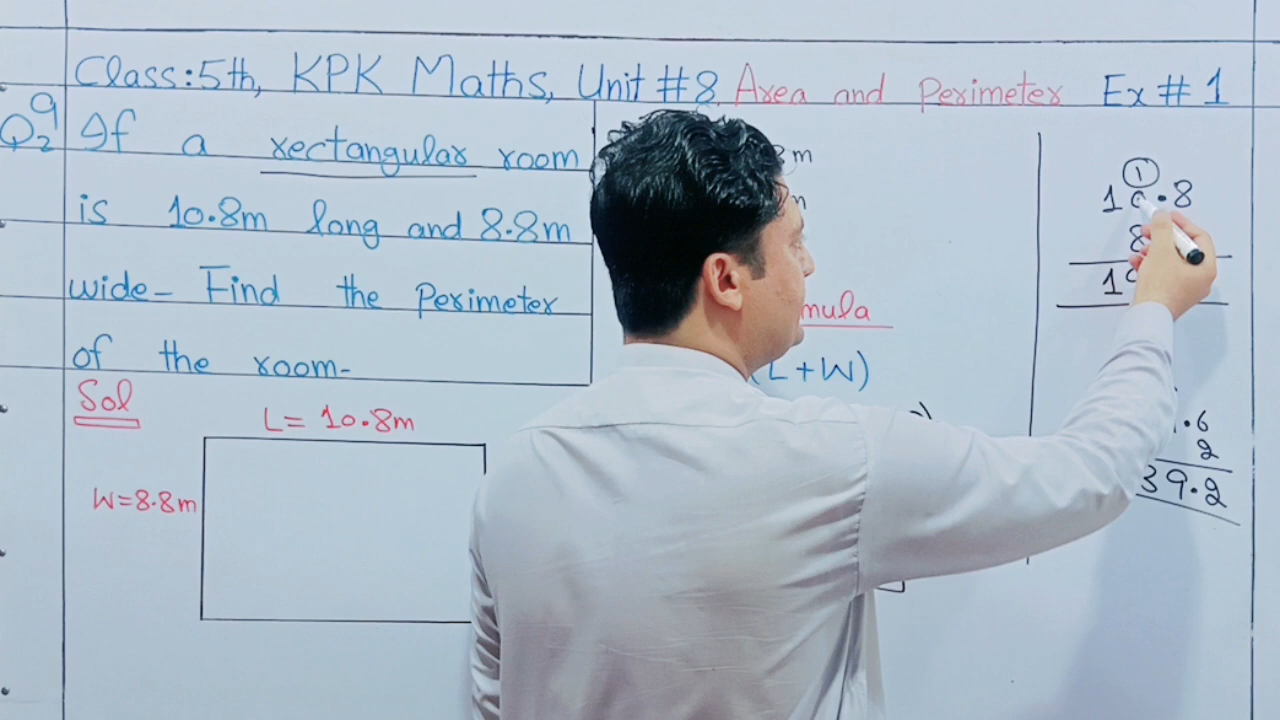 Class:5th, KPK Maths, Unit #8 Area and Perimeter Ex # 1
Q2 9 If a rectangular room
is 10.8m long and 8.8m
wide- Find the Perimeter
of the room-
Sol
L= 10.8m
W=8.8m
m
(L+W)
1
10.8
8
.6
2
39.2